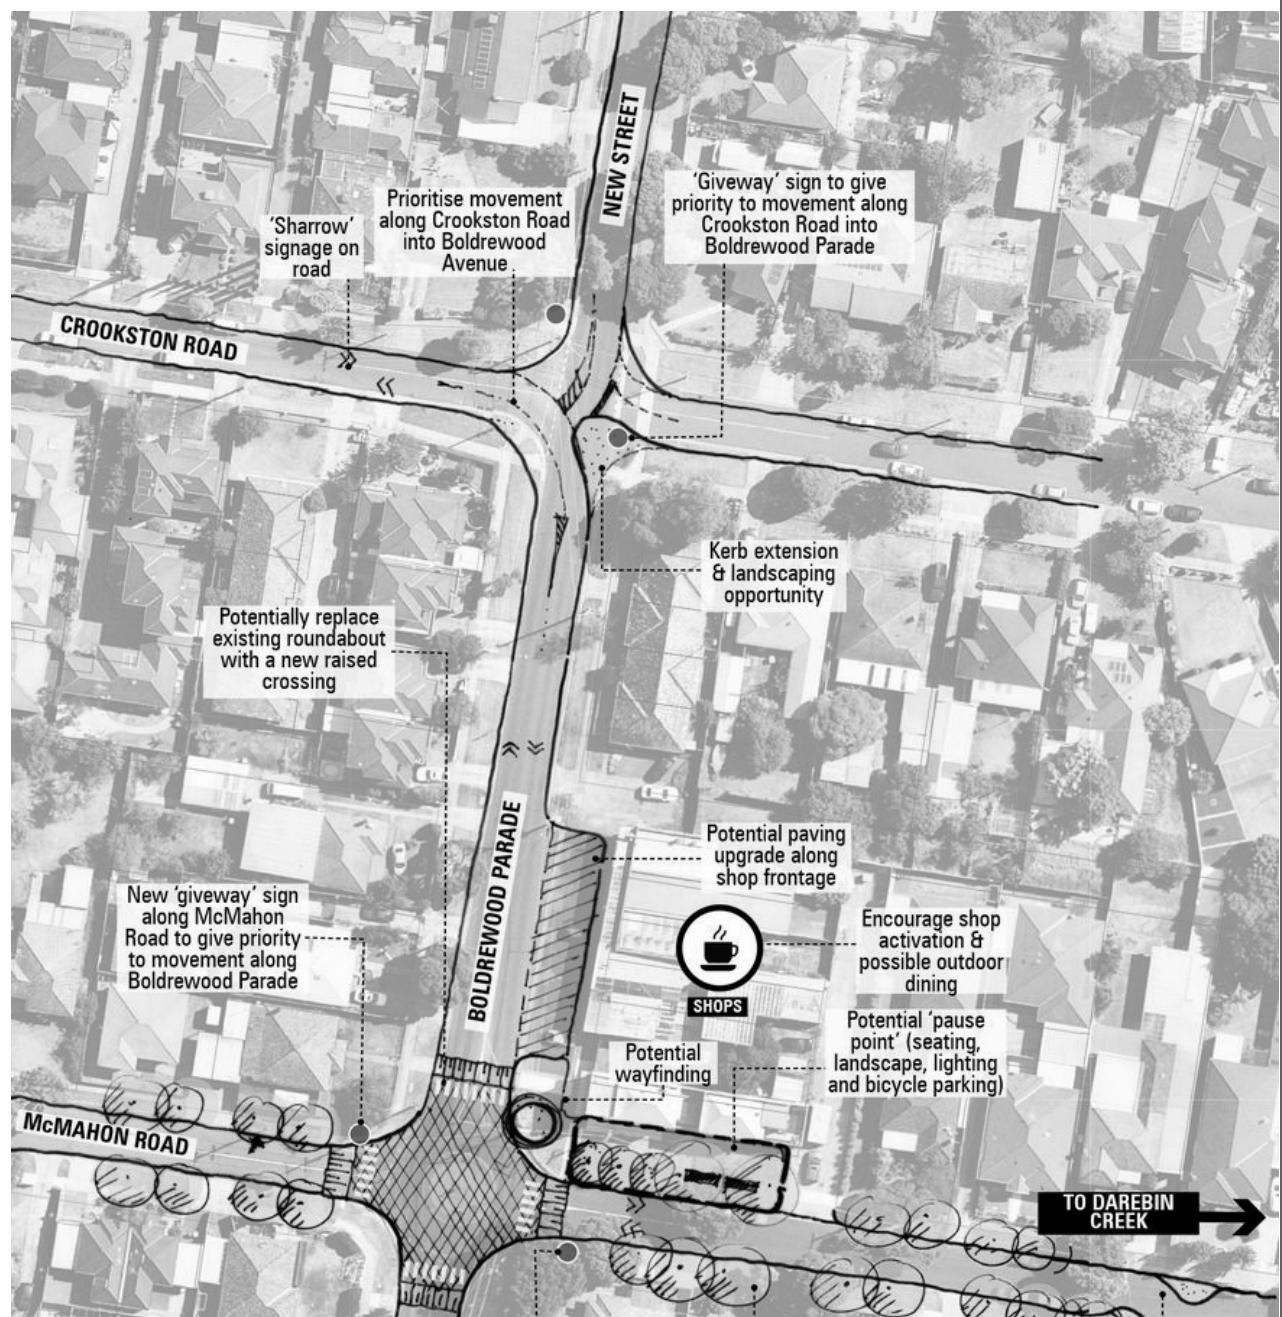 NEW STREET
'Giveway' sign to give
priority to movement along
Crookston Road into
Boldrewood Parade
Prioritise movement
along Crookston Road
into Boldrewood
Avenue
'Sharrow'
signage on
road
CROOKSTON ROAD
Kerb extension
& landscaping
opportunity
Potentially replace
existing roundabout
with a new raised
crossing
BOLDREWOOD PARADE
Potential paving
upgrade along
shop frontage
New 'giveway' sign
along McMahon
Road to give priority
to movement along
Boldrewood Parade
Encourage shop
activation &
possible outdoor
dining
SHOPS
Potential 'pause
point' (seating,
landscape, lighting
and bicycle parking)
Potential
wayfinding
McMAHON ROAD
TO DAREBIN
CREEK